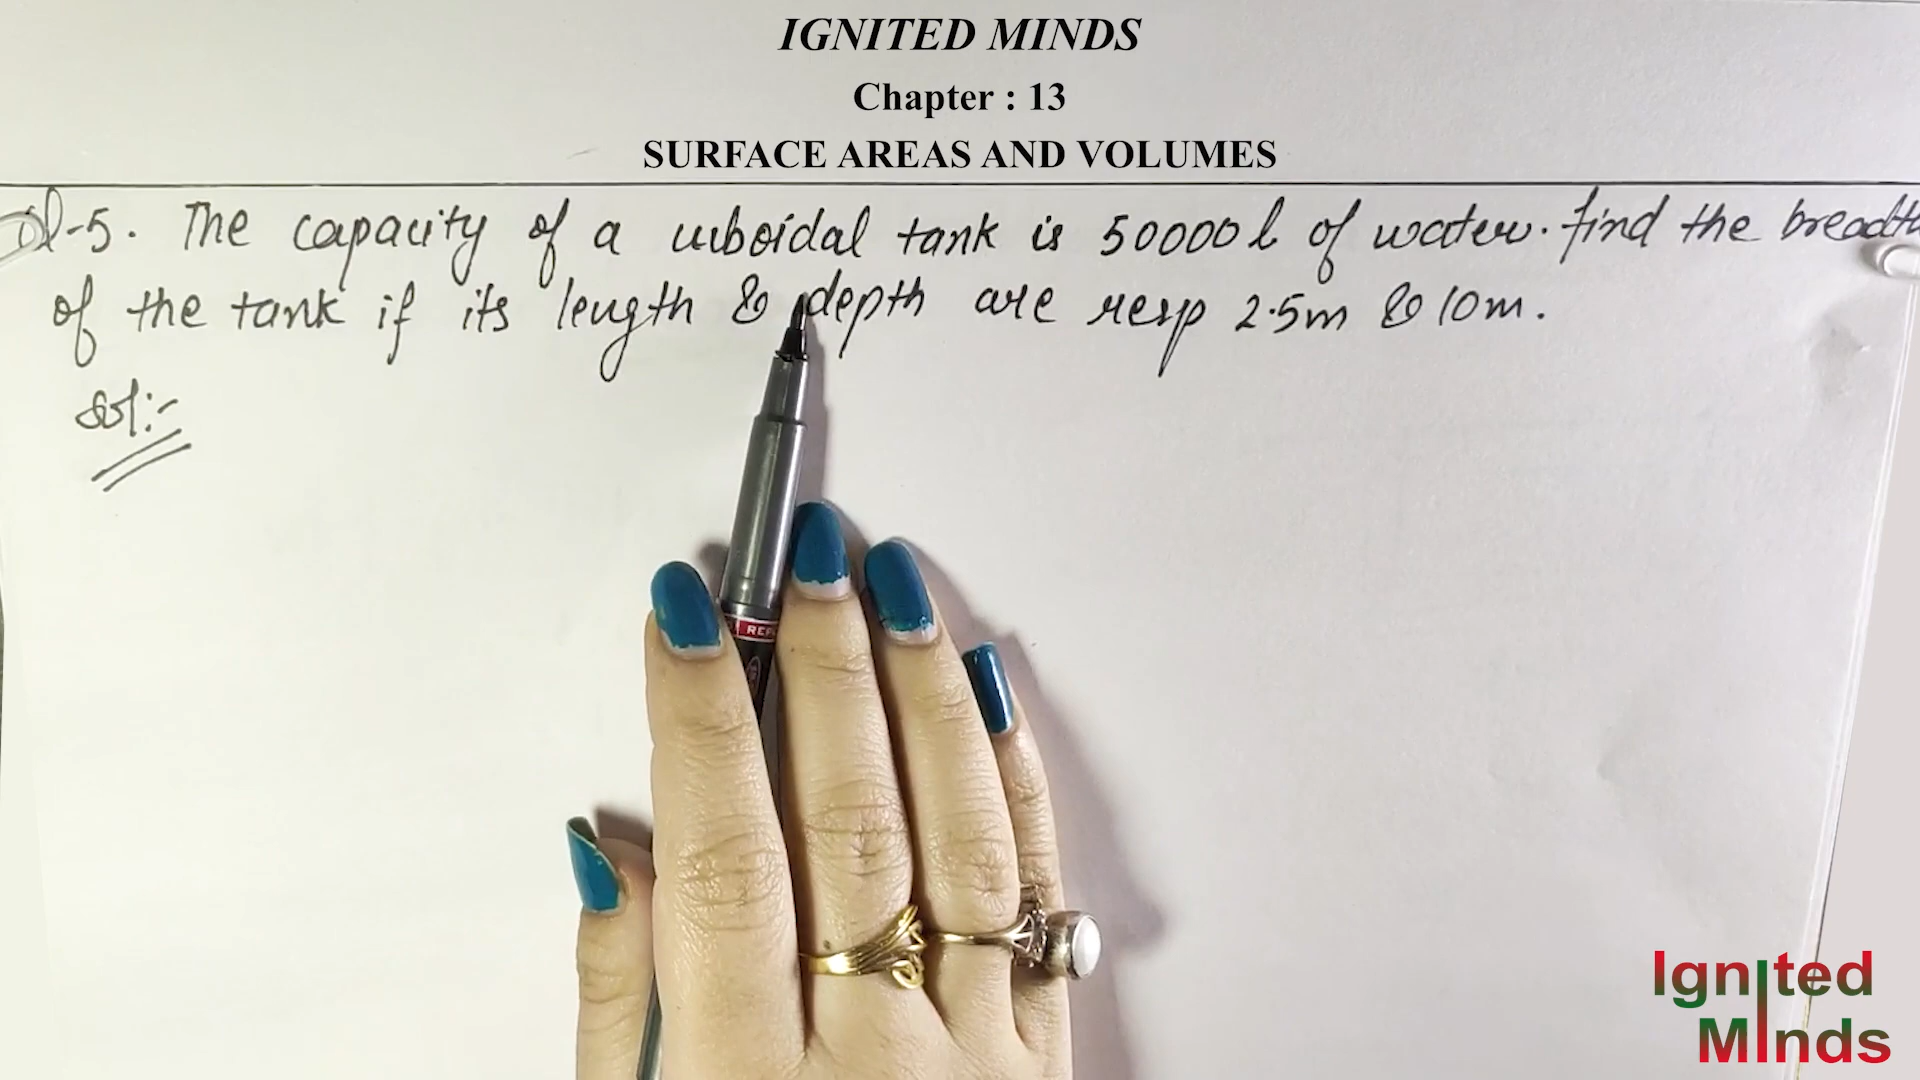 IGNITED MINDS
Chapter : 13
SURFACE AREAS AND VOLUMES
Q-5. The capacity of a cuboidal tank is 50000 l of water. find the breadth
of the tank if its length & depth are resp 2.5m & 10m.
Sol:-
REF
Ignited
Minds